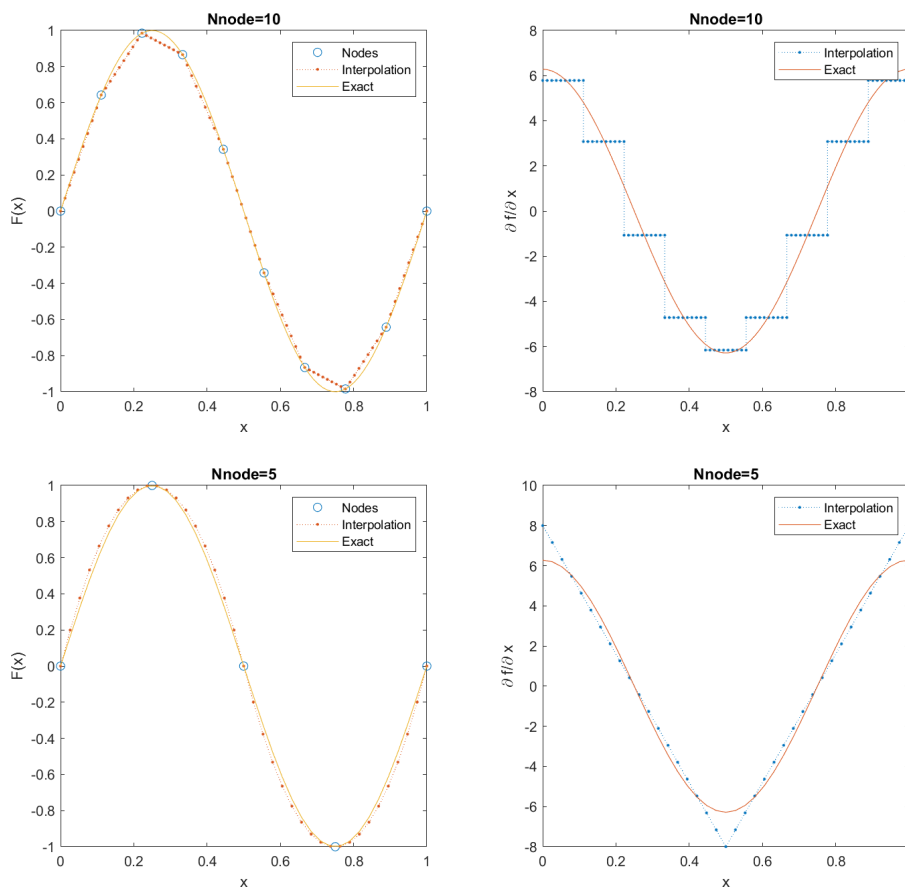 Nnode=10
Nodes
Interpolation
Exact
1
0.8
0.6
0.4
0.2
0
-0.2
-0.4
-0.6
-0.8
-1
F(x)
0 0.2 0.4 0.6 0.8 1
x
Nnode=10
Interpolation
Exact
8
6
4
2
0
-2
-4
-6
-8
∂ f/∂ x
0 0.2 0.4 0.6 0.8
x
Nnode=5
Nodes
Interpolation
Exact
1
0.8
0.6
0.4
0.2
0
-0.2
-0.4
-0.6
-0.8
-1
F(x)
0 0.2 0.4 0.6 0.8 1
x
Nnode=5
Interpolation
Exact
10
8
6
4
2
0
-2
-4
-6
-8
-10
∂ f/∂ x
0 0.2 0.4 0.6 0.8
x